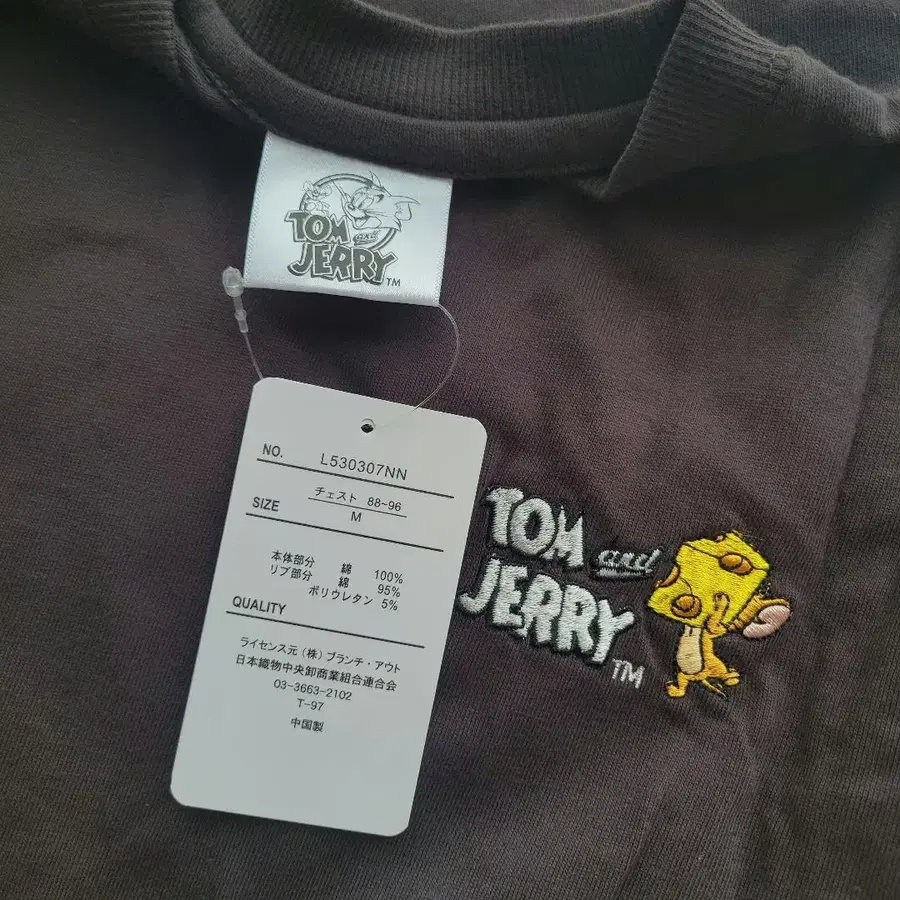 TOM and
JERRY TM
NO. L530307NN
SIZE チェスト 88~96
M
本体部分 綿 100%
リブ部分 綿 95%
ポリウレタン 5%
QUALITY
ライセンス元(株)ブランチ・アウト
日本織物中央卸商業組合連合会
03-3663-2102
T-97
中国製
TOM and
JERRY TM